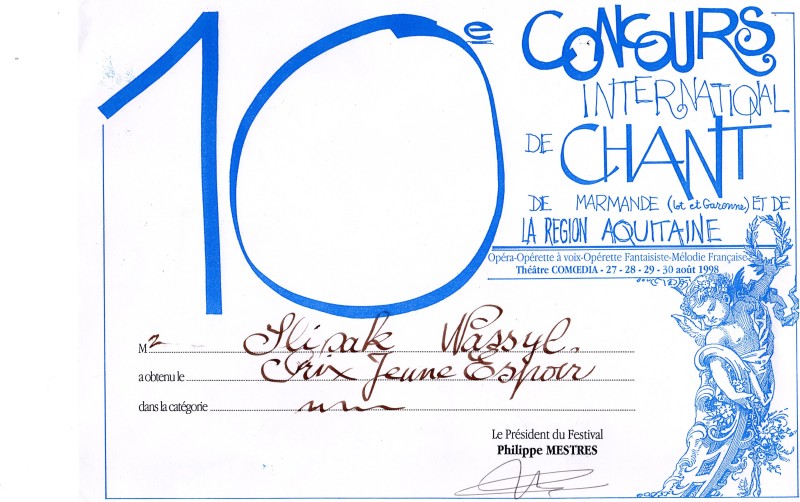 10e CONCOURS
INTERNATIONAL
DE CHANT
DE MARMANDE (Lot et Garonne) ET DE
LA REGION AQUITAINE
Opéra-Opérette à voix-Opérette Fantaisiste-Mélodie Française
Théâtre COMŒDIA - 27 - 28 - 29 - 30 août 1998
M Slipak Wassyl.
a obtenu le Prix Jeune Espoir
dans la catégorie
Le Président du Festival
Philippe MESTRES